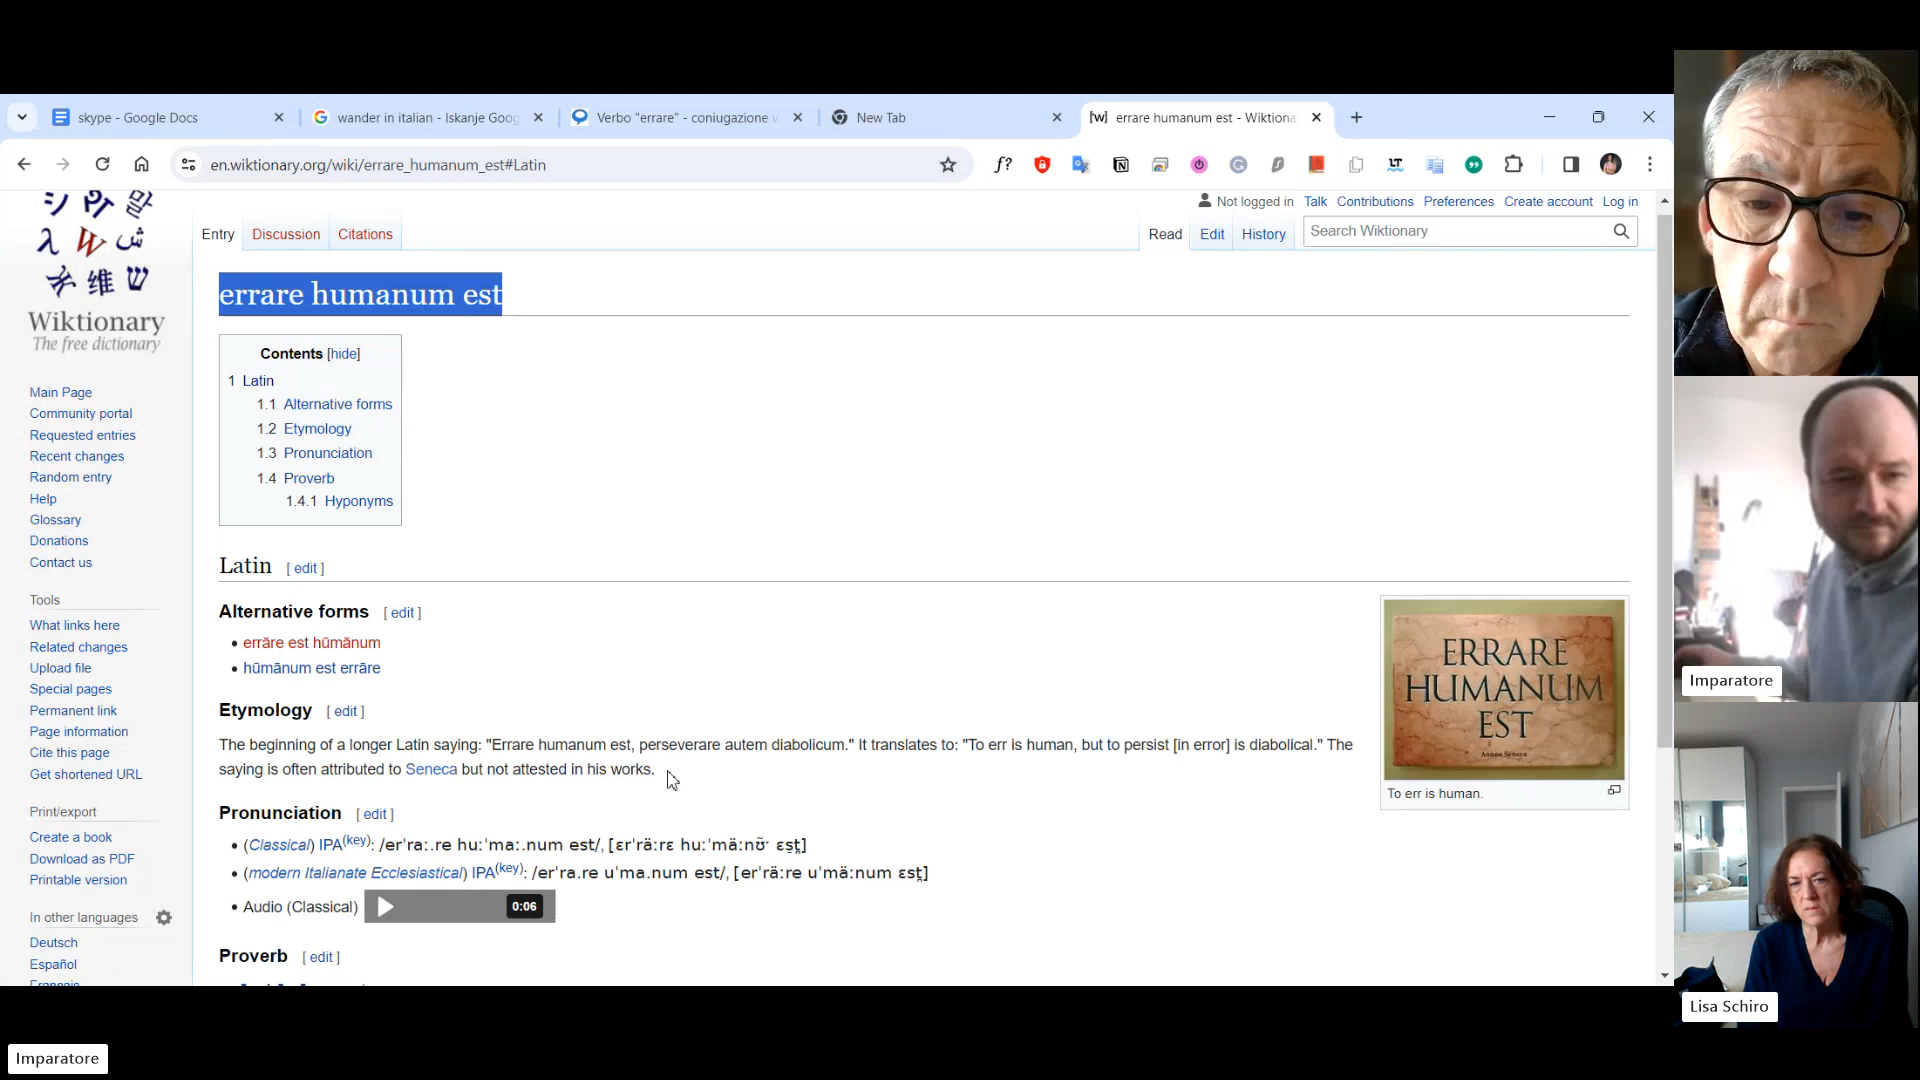 skype - Google Docs
wander in italian - Iskanje Goog
Verbo "errare" - coniugazione v
New Tab
[w] errare humanum est - Wiktiona
en.wiktionary.org/wiki/errare_humanum_est#Latin
Wiktionary
The free dictionary
Not logged in Talk Contributions Preferences Create account Log in
Entry Discussion Citations
Read Edit History
Search Wiktionary
errare humanum est
Contents [hide]
1 Latin
1.1 Alternative forms
1.2 Etymology
1.3 Pronunciation
1.4 Proverb
1.4.1 Hyponyms
Main Page
Community portal
Requested entries
Recent changes
Random entry
Help
Glossary
Donations
Contact us
Tools
What links here
Related changes
Upload file
Special pages
Permanent link
Page information
Cite this page
Get shortened URL
Print/export
Create a book
Download as PDF
Printable version
In other languages
Deutsch
Español
Français
Latin [ edit ]
Alternative forms [ edit ]
• errāre est hūmānum
• hūmānum est errāre
Etymology [ edit ]
The beginning of a longer Latin saying: "Errare humanum est, perseverare autem diabolicum." It translates to: "To err is human, but to persist [in error] is diabolical." The
saying is often attributed to Seneca but not attested in his works.
Pronunciation [ edit ]
• (Classical) IPA(key): /erˈraː.re huːˈmaː.num est/, [ɛrˈräːrɛ huːˈmäːnʊ̃ˑ ɛs̠t̪]
• (modern Italianate Ecclesiastical) IPA(key): /erˈra.re uˈma.num est/, [erˈräːre uˈmäːnum ɛst̪]
• Audio (Classical) 0:06
Proverb [ edit ]
ERRARE
HUMANUM
EST
Anneo Seneca
To err is human.
Imparatore
Lisa Schiro
Imparatore